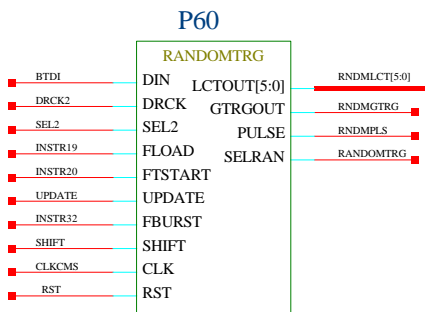 P60
RANDOMTRG
BTDI DIN LCTOUT[5:0] RNDMLCT[5:0]
DRCK2 DRCK GTRGOUT RNDMGTRG
SEL2 SEL2 PULSE RNDMPLS
INSTR19 FLOAD SELRAN RANDOMTRG
INSTR20 FTSTART
UPDATE UPDATE
INSTR32 FBURST
SHIFT SHIFT
CLKCMS CLK
RST RST